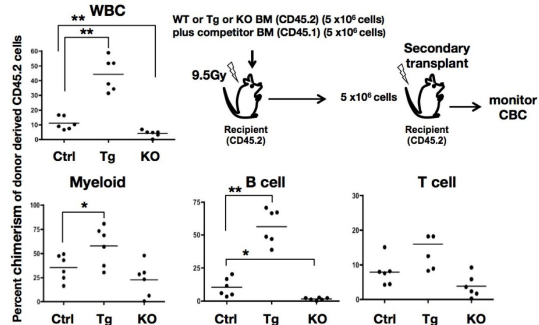 WBC
**
**
60
50
40
30
20
10
0
Ctrl Tg KO
Percent chimerism of donor derived CD45.2 cells
WT or Tg or KO BM (CD45.2) (5 x10⁶ cells)
plus competitor BM (CD45.1) (5 x10⁶ cells)
9.5Gy
Recipient
(CD45.2)
5 x10⁶ cells
Secondary
transplant
Recipient
(CD45.2)
monitor
CBC
Myeloid
*
100
75
50
25
0
Ctrl Tg KO
B cell
**
*
75
50
25
0
Ctrl Tg KO
T cell
30
20
10
0
Ctrl Tg KO